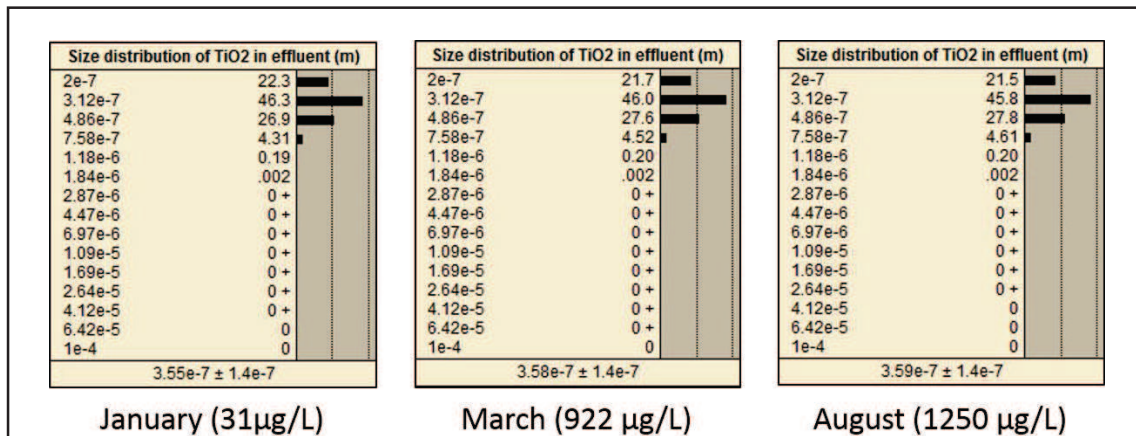 Size distribution of TiO2 in effluent (m)
2e-7 22.3
3.12e-7 46.3
4.86e-7 26.9
7.58e-7 4.31
1.18e-6 0.19
1.84e-6 .002
2.87e-6 0 +
4.47e-6 0 +
6.97e-6 0 +
1.09e-5 0 +
1.69e-5 0 +
2.64e-5 0 +
4.12e-5 0 +
6.42e-5 0
1e-4 0
3.55e-7 ± 1.4e-7
January (31µg/L)
Size distribution of TiO2 in effluent (m)
2e-7 21.7
3.12e-7 46.0
4.86e-7 27.6
7.58e-7 4.52
1.18e-6 0.20
1.84e-6 .002
2.87e-6 0 +
4.47e-6 0 +
6.97e-6 0 +
1.09e-5 0 +
1.69e-5 0 +
2.64e-5 0 +
4.12e-5 0 +
6.42e-5 0 +
1e-4 0
3.58e-7 ± 1.4e-7
March (922 µg/L)
Size distribution of TiO2 in effluent (m)
2e-7 21.5
3.12e-7 45.8
4.86e-7 27.8
7.58e-7 4.61
1.18e-6 0.20
1.84e-6 .002
2.87e-6 0 +
4.47e-6 0 +
6.97e-6 0 +
1.09e-5 0 +
1.69e-5 0 +
2.64e-5 0 +
4.12e-5 0
6.42e-5 0
1e-4 0
3.59e-7 ± 1.4e-7
August (1250 µg/L)